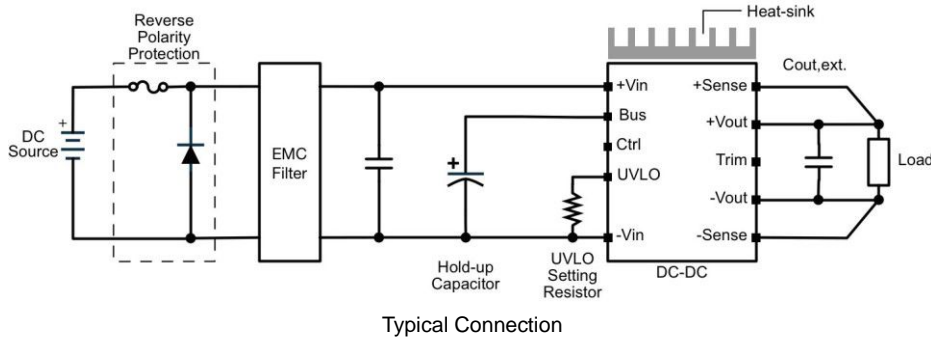 Heat-sink
Reverse
Polarity
Protection
Cout,ext.
+
DC
Source
EMC
Filter
+
+Vin
Bus
Ctrl
UVLO
-Vin
+Sense
+Vout
Trim
-Vout
-Sense
Load
Hold-up
Capacitor
UVLO
Setting
Resistor
DC-DC
Typical Connection